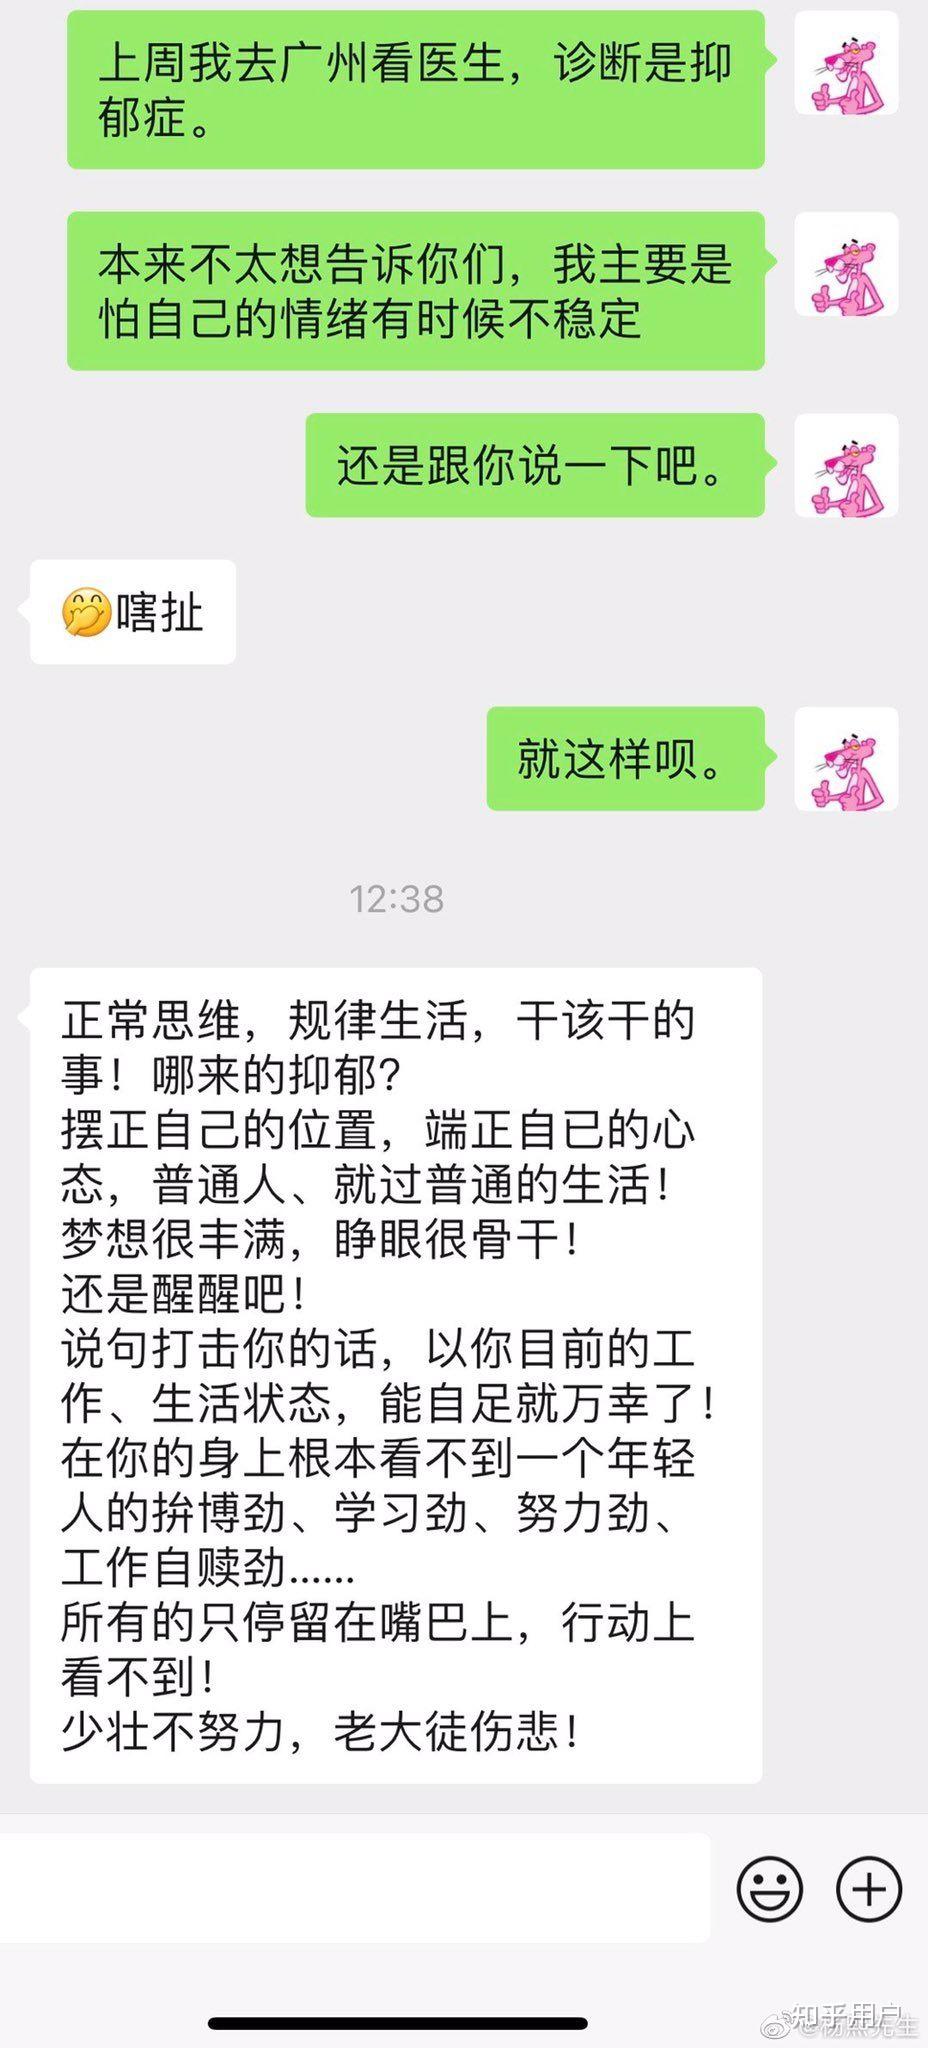 上周我去广州看医生，诊断是抑
郁症。
本来不太想告诉你们，我主要是
怕自己的情绪有时候不稳定
还是跟你说一下吧。
🤭瞎扯
就这样呗。
12:38
正常思维，规律生活，干该干的
事！哪来的抑郁？
摆正自己的位置，端正自已的心
态，普通人、就过普通的生活！
梦想很丰满，睁眼很骨干！
还是醒醒吧！
说句打击你的话，以你目前的工
作、生活状态，能自足就万幸了！
在你的身上根本看不到一个年轻
人的拚博劲、学习劲、努力劲、
工作自赎劲……
所有的只停留在嘴巴上，行动上
看不到！
少壮不努力，老大徒伤悲！
知乎用户